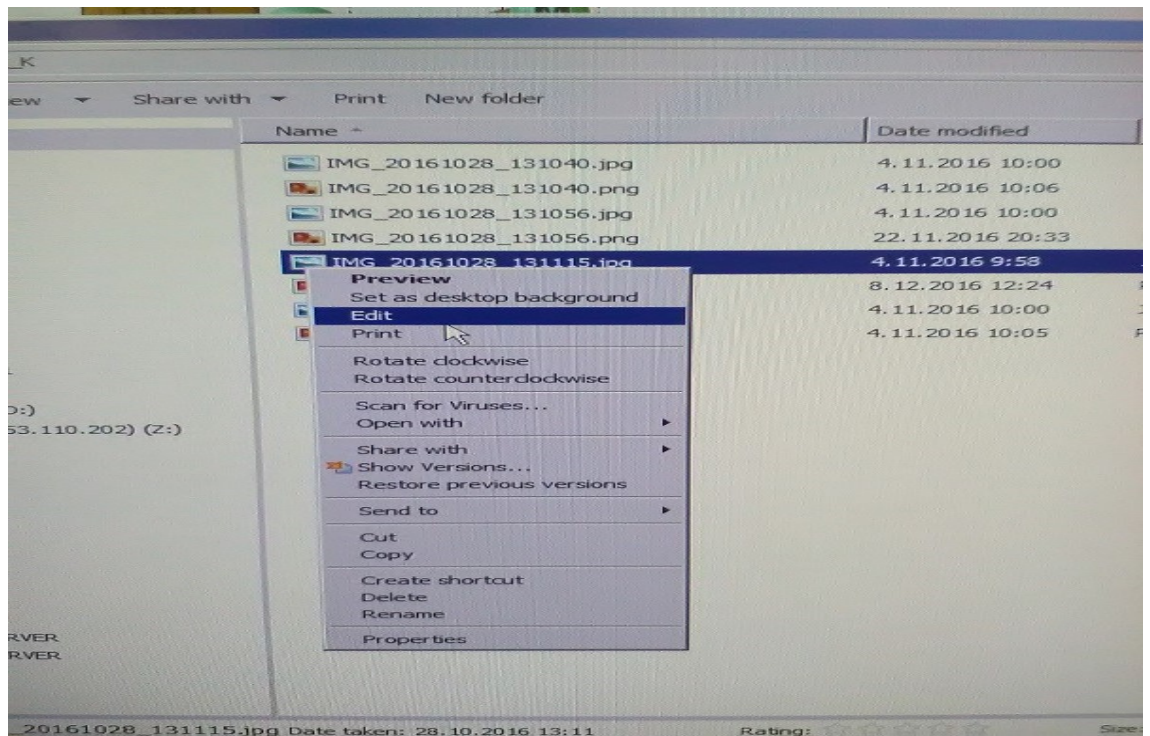 _K
ew Share with Print New folder
Name Date modified
IMG_20161028_131040.jpg 4.11.2016 10:00
IMG_20161028_131040.png 4.11.2016 10:06
IMG_20161028_131056.jpg 4.11.2016 10:00
IMG_20161028_131056.png 22.11.2016 20:33
IMG_20161028_131115.jpg 4.11.2016 9:58
8.12.2016 12:24
4.11.2016 10:00
4.11.2016 10:05
Preview
Set as desktop background
Edit
Print
Rotate clockwise
Rotate counterclockwise
Scan for Viruses...
Open with
Share with
Show Versions...
Restore previous versions
Send to
Cut
Copy
Create shortcut
Delete
Rename
Properties
D:)
53.110.202) (Z:)
RVER
RVER
_20161028_131115.jpg Date taken: 28.10.2016 13:11 Rating: Size: